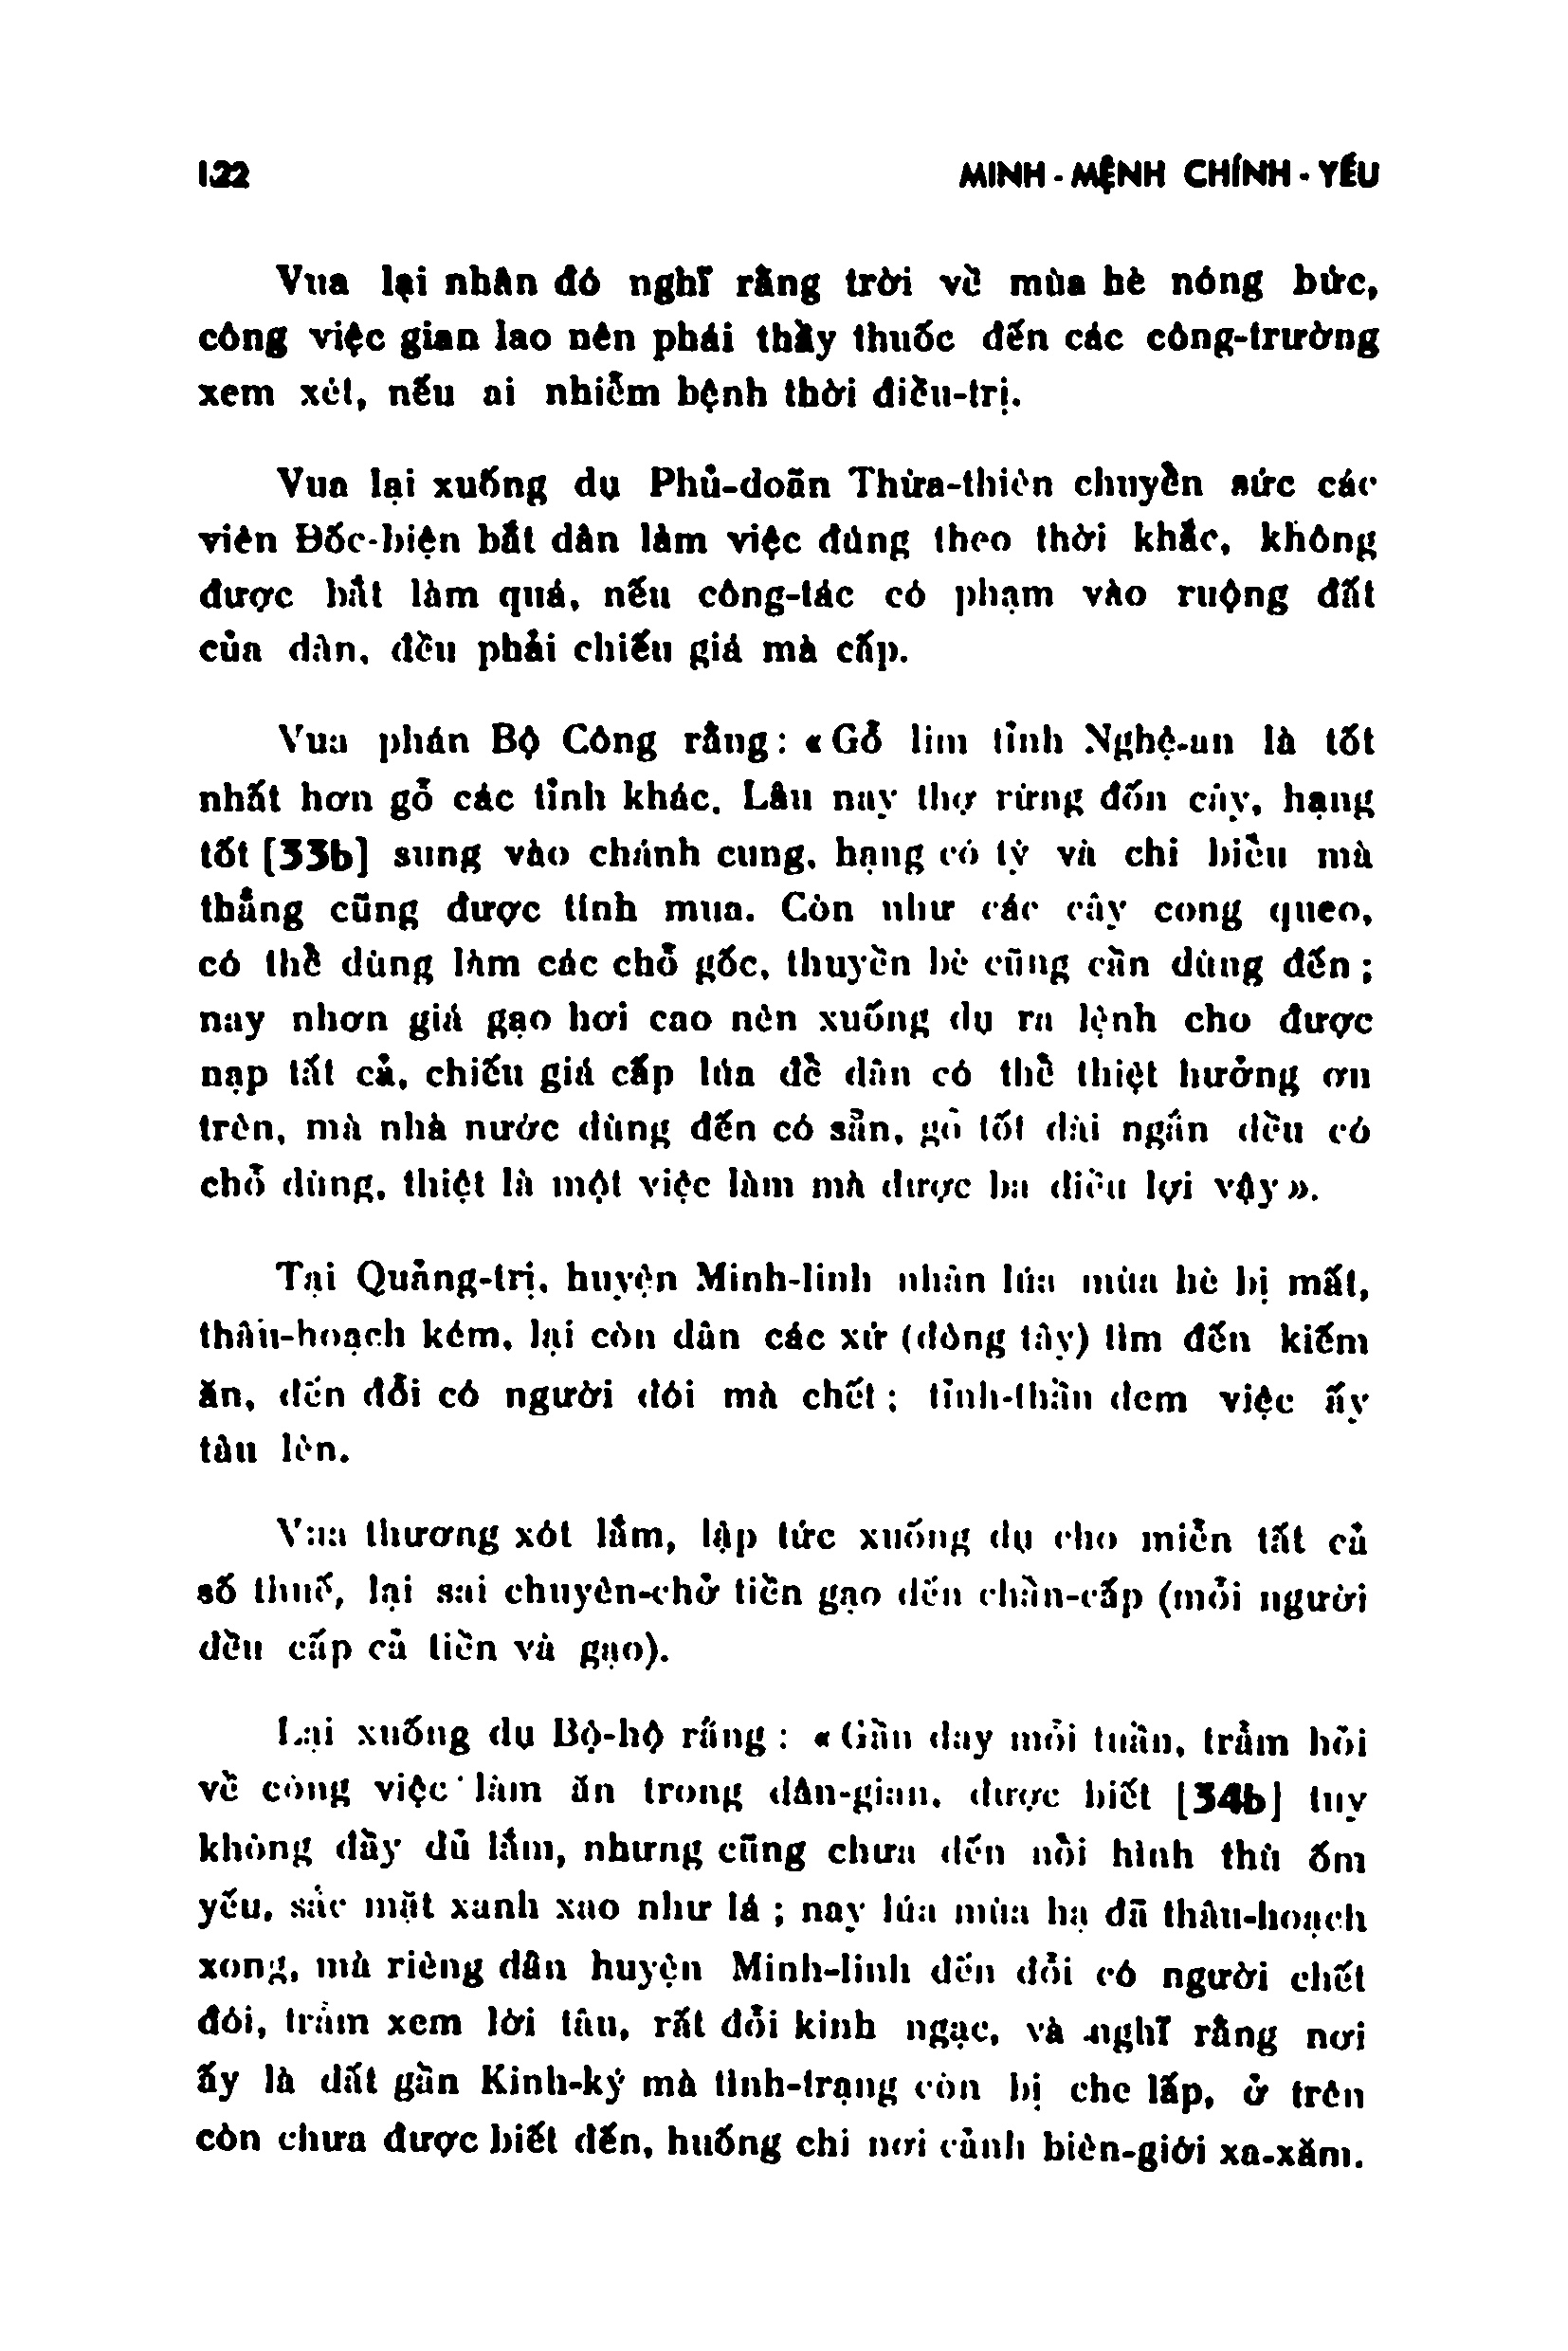 122 MINH-MỆNH CHÍNH-YẾU
Vua lại nhân đó nghĩ rằng trời về mùa hè nóng bức,
công việc gian lao nên phái thầy thuốc đến các công-trường
xem xét, nếu ai nhiễm bệnh thời điều-trị.
Vua lại xuống dụ Phủ-doãn Thừa-thiên chuyển sức các
viên Đốc-biện bắt dân làm việc đúng theo thời khắc, không
được bắt làm quá, nếu công-tác có phạm vào ruộng đất
của dân, đều phải chiếu giá mà cấp.
Vua phán Bộ Công rằng: «Gỗ lim tỉnh Nghệ-an là tốt
nhất hơn gỗ các tỉnh khác. Lâu nay thợ rừng đốn cây, hạng
tốt [33b] sung vào chánh cung, hạng có tỳ và chi biều mà
thẳng cũng được tính mua. Còn như các cây cong queo,
có thể dùng làm các chỗ gốc, thuyền bè cũng cần dùng đến ;
nay nhơn giá gạo hơi cao nên xuống dụ ra lệnh cho được
nạp tất cả, chiếu giá cấp lúa để dân có thể thiệt hưởng ơn
trên, mà nhà nước dùng đến có sẵn, gỗ tốt dài ngắn đều có
chỗ dùng, thiệt là một việc làm mà được ba điều lợi vậy».
Tại Quảng-trị, huyện Minh-linh nhân lúa mùa hè bị mất,
thâu-hoạch kém, lại còn dân các xứ (đông tây) tìm đến kiếm
ăn, đến đỗi có người đói mà chết ; tỉnh-thần đem việc ấy
tâu lên.
Vua thương xót lắm, lập tức xuống dụ cho miễn tất cả
số thuế, lại sai chuyên-chở tiền gạo đến chẩn-cấp (mỗi người
đều cấp cả tiền và gạo).
Lại xuống dụ Bộ-hộ rằng : «Gần đay mỗi tuần, trẫm hỏi
về công việc làm ăn trong dân-gian, được biết [34b] tuy
không đầy đủ lắm, nhưng cũng chưa đến nỗi hình thù ốm
yếu, sắc mặt xanh xao như lá ; nay lúa mùa hạ đã thâu-hoạch
xong, mà riêng dân huyện Minh-linh đến đỗi có người chết
đói, trẫm xem lời tâu, rất đỗi kinh ngạc, và nghĩ rằng nơi
ấy là đất gần Kinh-kỳ mà tình-trạng còn bị che lấp, ở trên
còn chưa được biết đến, huống chi nơi cảnh biên-giới xa-xăm.